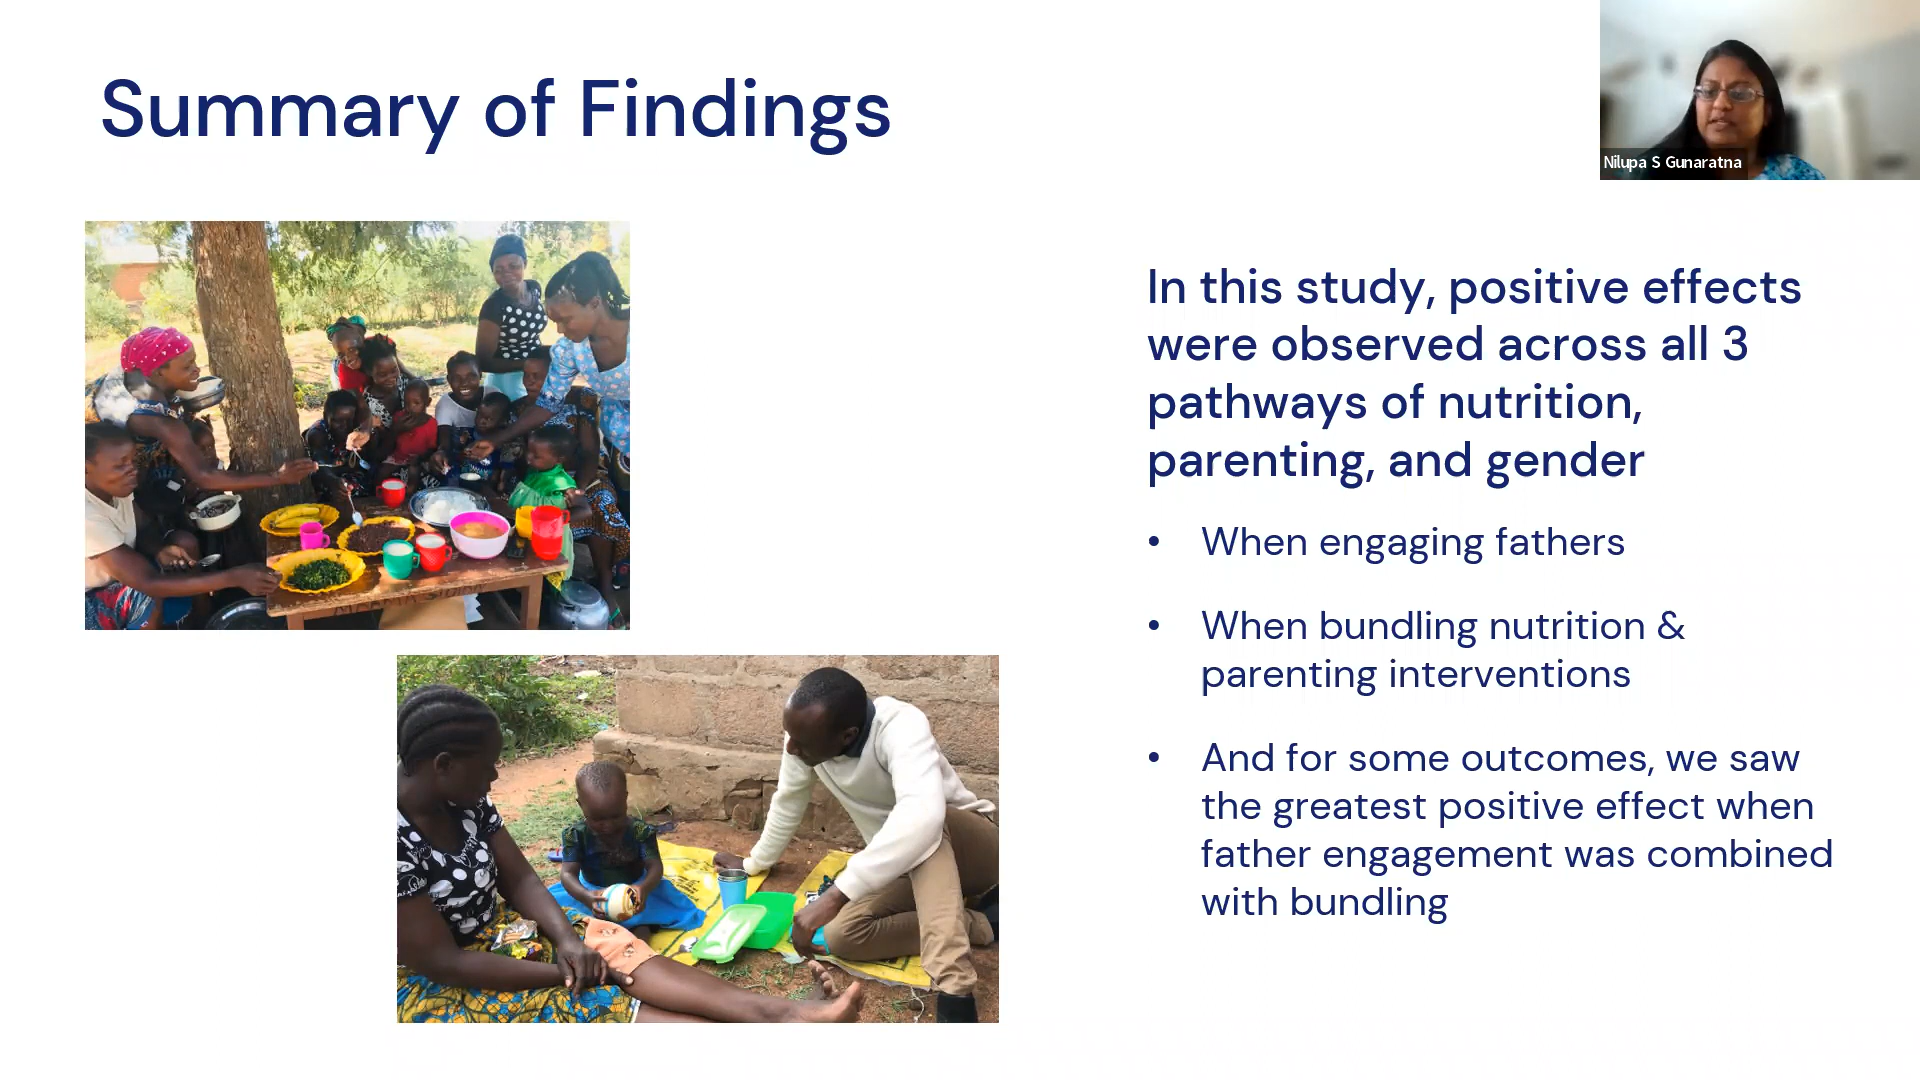 Summary of Findings
Nilupa S Gunaratna
In this study, positive effects
were observed across all 3
pathways of nutrition,
parenting, and gender
• When engaging fathers
• When bundling nutrition &
parenting interventions
• And for some outcomes, we saw
the greatest positive effect when
father engagement was combined
with bundling